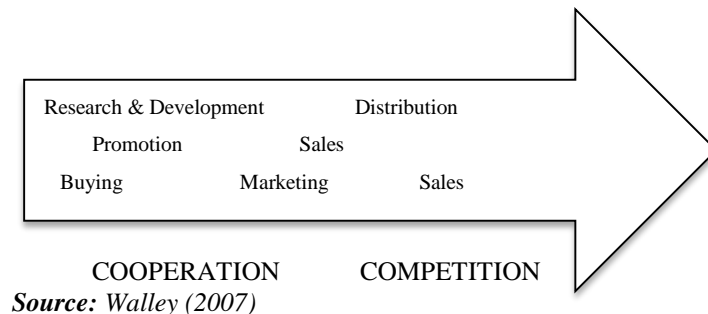 Research & Development Distribution
Promotion Sales
Buying Marketing Sales
COOPERATION COMPETITION
Source: Walley (2007)